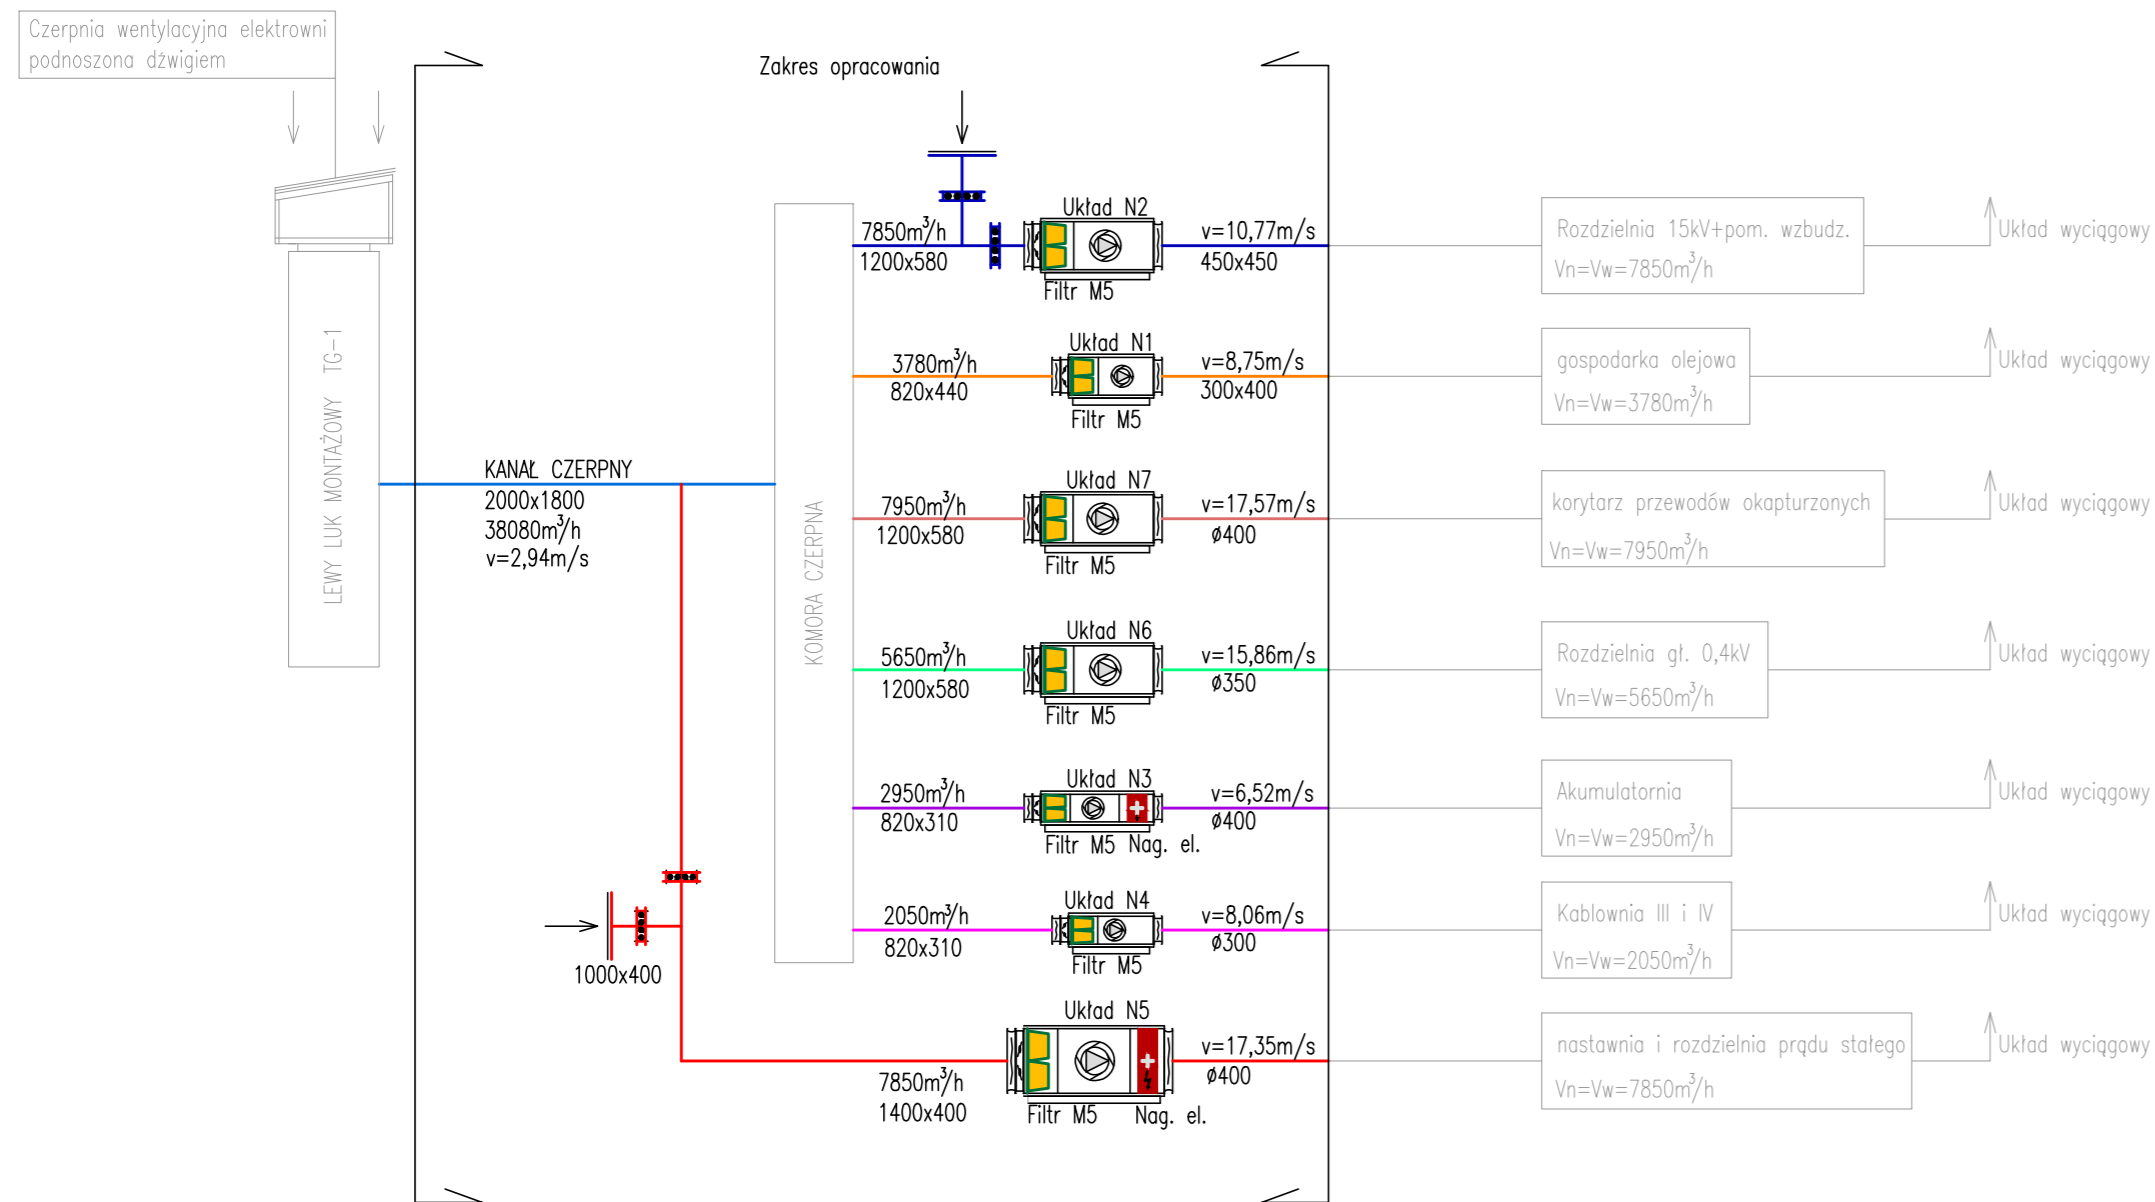 Czerpnia wentylacyjna elektrowni
podnoszona dźwigiem
Zakres opracowania
LEWY LUK MONTAŻOWY TG-1
KANAŁ CZERPNY
2000x1800
38080m³/h
v=2,94m/s
KOMORA CZERPNA
1000x400
Układ N2
7850m³/h
1200x580
Filtr M5
v=10,77m/s
450x450
Rozdzielnia 15kV+pom. wzbudz.
Vn=Vw=7850m³/h
Układ wyciągowy
Układ N1
3780m³/h
820x440
Filtr M5
v=8,75m/s
300x400
gospodarka olejowa
Vn=Vw=3780m³/h
Układ wyciągowy
Układ N7
7950m³/h
1200x580
Filtr M5
v=17,57m/s
ø400
korytarz przewodów okapturzonych
Vn=Vw=7950m³/h
Układ wyciągowy
Układ N6
5650m³/h
1200x580
Filtr M5
v=15,86m/s
ø350
Rozdzielnia gł. 0,4kV
Vn=Vw=5650m³/h
Układ wyciągowy
Układ N3
2950m³/h
820x310
Filtr M5 Nag. el.
v=6,52m/s
ø400
Akumulatornia
Vn=Vw=2950m³/h
Układ wyciągowy
Układ N4
2050m³/h
820x310
Filtr M5
v=8,06m/s
ø300
Kablownia III i IV
Vn=Vw=2050m³/h
Układ wyciągowy
Układ N5
7850m³/h
1400x400
Filtr M5 Nag. el.
v=17,35m/s
ø400
nastawnia i rozdzielnia prądu stałego
Vn=Vw=7850m³/h
Układ wyciągowy